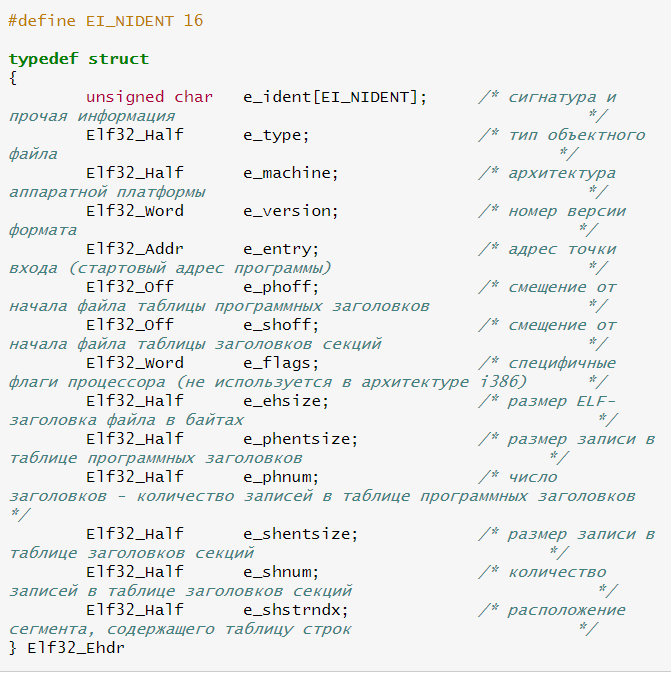 #define EI_NIDENT 16
typedef struct
{
unsigned char e_ident[EI_NIDENT]; /* сигнатура и
прочая информация */
Elf32_Half e_type; /* тип объектного
файла */
Elf32_Half e_machine; /* архитектура
аппаратной платформы */
Elf32_Word e_version; /* номер версии
формата */
Elf32_Addr e_entry; /* адрес точки
входа (стартовый адрес программы) */
Elf32_Off e_phoff; /* смещение от
начала файла таблицы программных заголовков */
Elf32_Off e_shoff; /* смещение от
начала файла таблицы заголовков секций */
Elf32_Word e_flags; /* специфичные
флаги процессора (не используется в архитектуре i386) */
Elf32_Half e_ehsize; /* размер ELF-
заголовка файла в байтах */
Elf32_Half e_phentsize; /* размер записи в
таблице программных заголовков */
Elf32_Half e_phnum; /* число
заголовков – количество записей в таблице программных заголовков
*/
Elf32_Half e_shentsize; /* размер записи в
таблице заголовков секций */
Elf32_Half e_shnum; /* количество
записей в таблице заголовков секций */
Elf32_Half e_shstrndx; /* расположение
сегмента, содержащего таблицy строк */
} Elf32_Ehdr